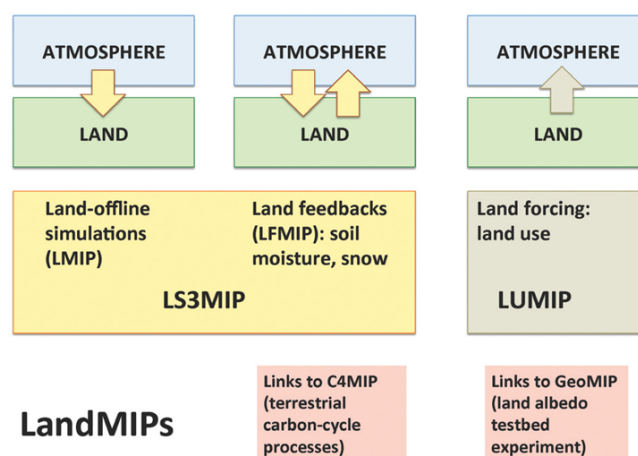 ATMOSPHERE
LAND
ATMOSPHERE
LAND
ATMOSPHERE
LAND
Land-offline
simulations
(LMIP)
Land feedbacks
(LFMIP): soil
moisture, snow
LS3MIP
Land forcing:
land use
LUMIP
LandMIPs
Links to C4MIP
(terrestrial
carbon-cycle
processes)
Links to GeoMIP
(land albedo
testbed
experiment)